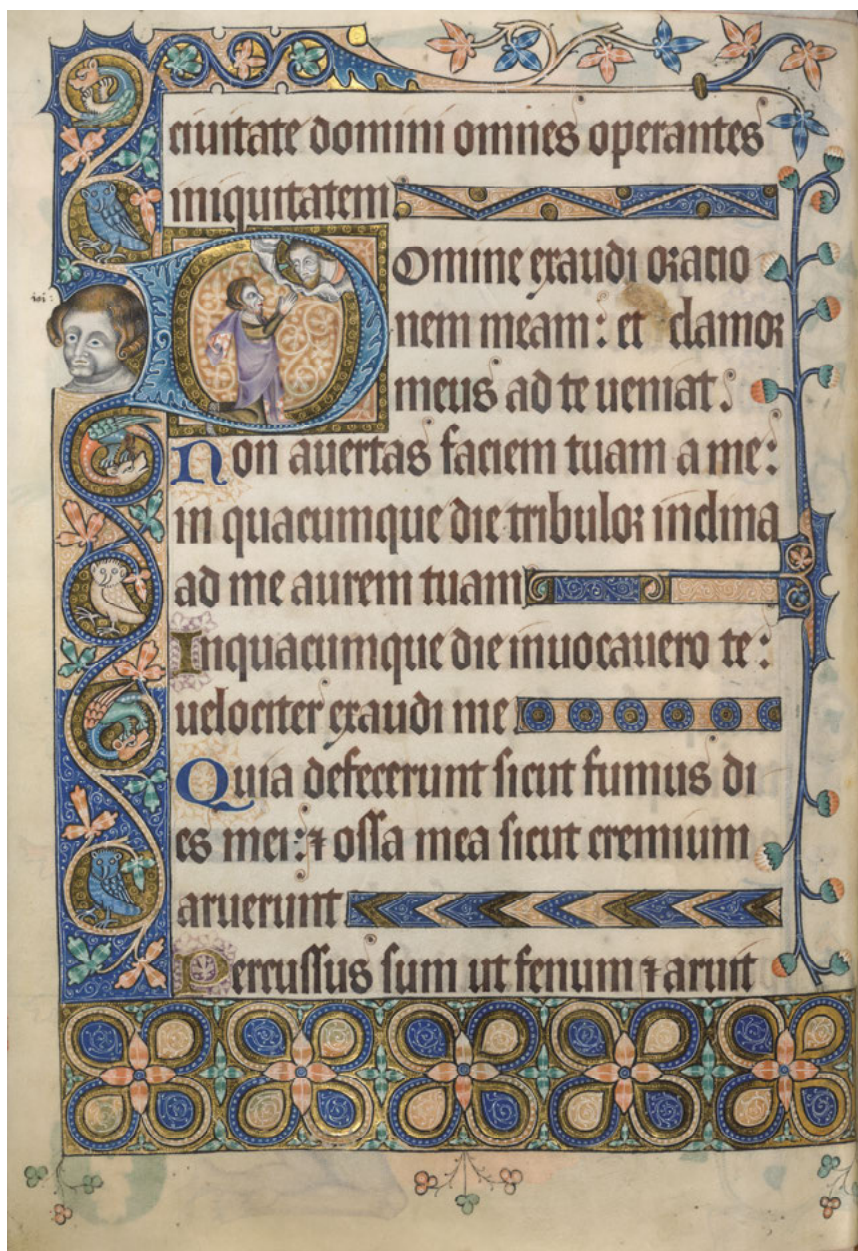 ciuitate domini omnes operantes
iniquitatem
Domine exaudi oracio
nem meam : et clamor
meus ad te ueniat .
Non auertas faciem tuam a me :
in quacumque die tribulor inclina
ad me aurem tuam
Inquacumque die inuocauero te :
uelociter exaudi me
Quia defecerunt sicut fumus di
es mei : ⁊ ossa mea sicut cremium
aruerunt
Percussus sum ut fenum ⁊ aruit